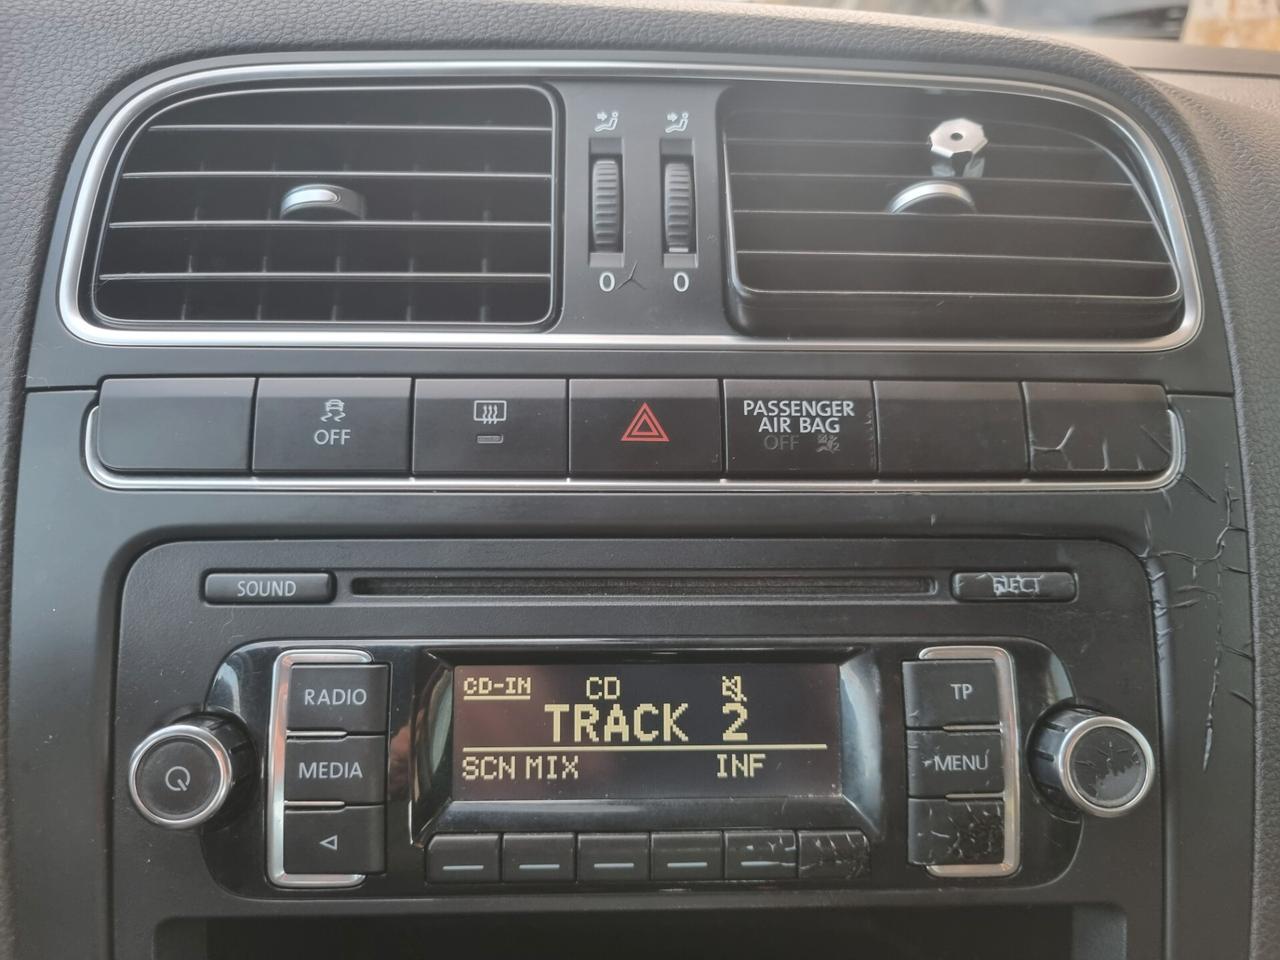 0 0
OFF
PASSENGER
AIR BAG
OFF
SOUND
EJECT
RADIO
MEDIA
CD-IN CD
TRACK 2
SCN MIX INF
TP
MENU